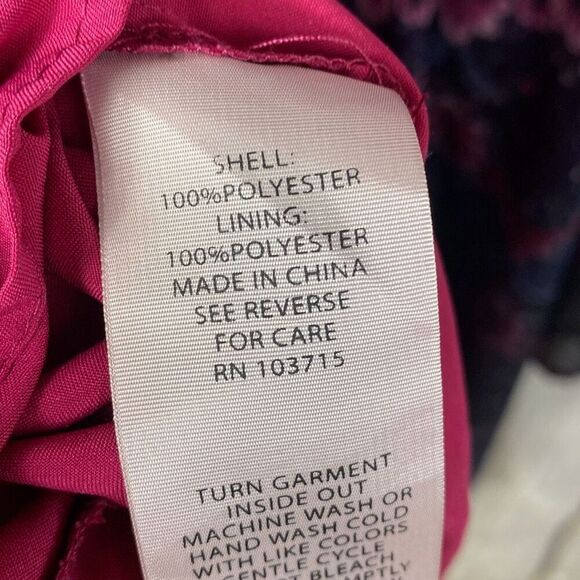 SHELL:
100%POLYESTER
LINING:
100%POLYESTER
MADE IN CHINA
SEE REVERSE
FOR CARE
RN 103715
TURN GARMENT
INSIDE OUT
MACHINE WASH OR
HAND WASH COLD
WITH LIKE COLORS
GENTLE CYCLE
BLEACH